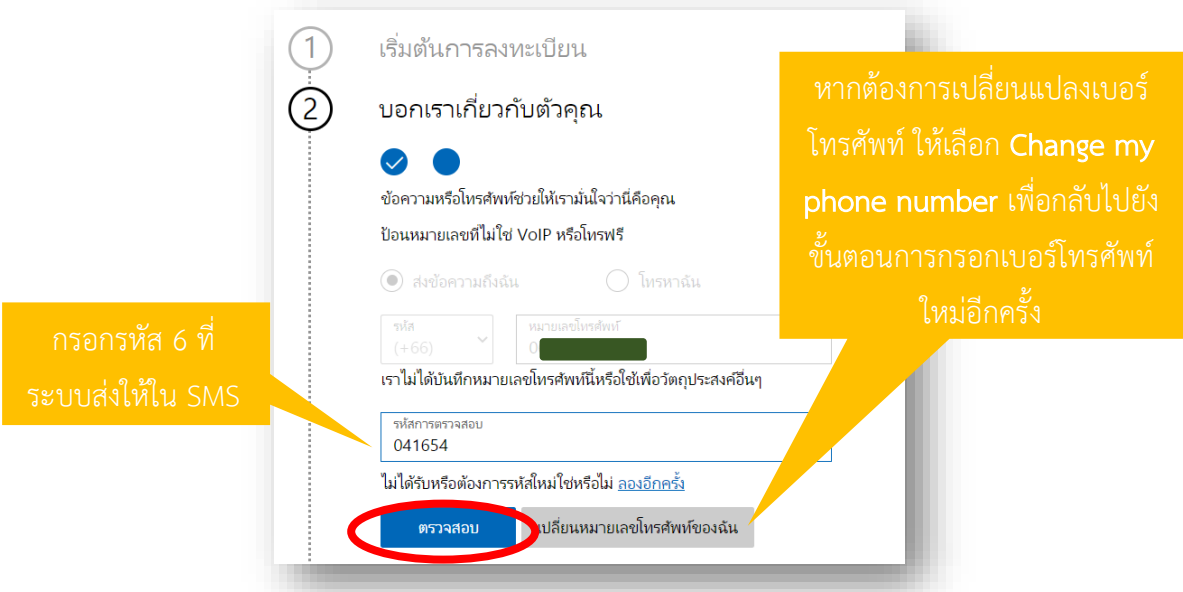 1
เริ่มต้นการลงทะเบียน
2
บอกเราเกี่ยวกับตัวคุณ
ข้อความหรือโทรศัพท์ช่วยให้เรามั่นใจว่านี่คือคุณ
ป้อนหมายเลขที่ไม่ใช่ VoIP หรือโทรฟรี
ส่งข้อความถึงฉัน
โทรหาฉัน
รหัส
(+66)
หมายเลขโทรศัพท์
0
เราไม่ได้บันทึกหมายเลขโทรศัพท์นี้หรือใช้เพื่อวัตถุประสงค์อื่นๆ
รหัสการตรวจสอบ
041654
ไม่ได้รับหรือต้องการรหัสใหม่ใช่หรือไม่ ลองอีกครั้ง
ตรวจสอบ
เปลี่ยนหมายเลขโทรศัพท์ของฉัน
กรอกรหัส 6 ที่
ระบบส่งให้ใน SMS
หากต้องการเปลี่ยนแปลงเบอร์
โทรศัพท์ ให้เลือก Change my
phone number เพื่อกลับไปยัง
ขั้นตอนการกรอกเบอร์โทรศัพท์
ใหม่อีกครั้ง